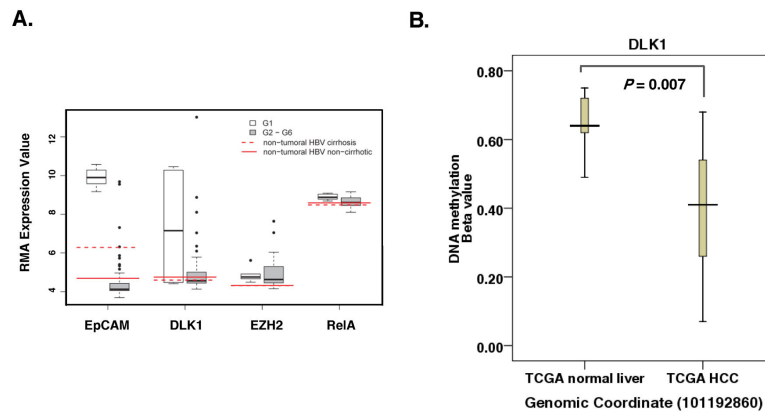 A.
RMA Expression Value
12
10
8
6
4
G1
G2 – G6
non-tumoral HBV cirrhosis
non-tumoral HBV non-cirrhotic
EpCAM DLK1 EZH2 RelA
B.
DLK1
P = 0.007
DNA methylation
Beta value
0.80
0.60
0.40
0.20
0.00
TCGA normal liver TCGA HCC
Genomic Coordinate (101192860)